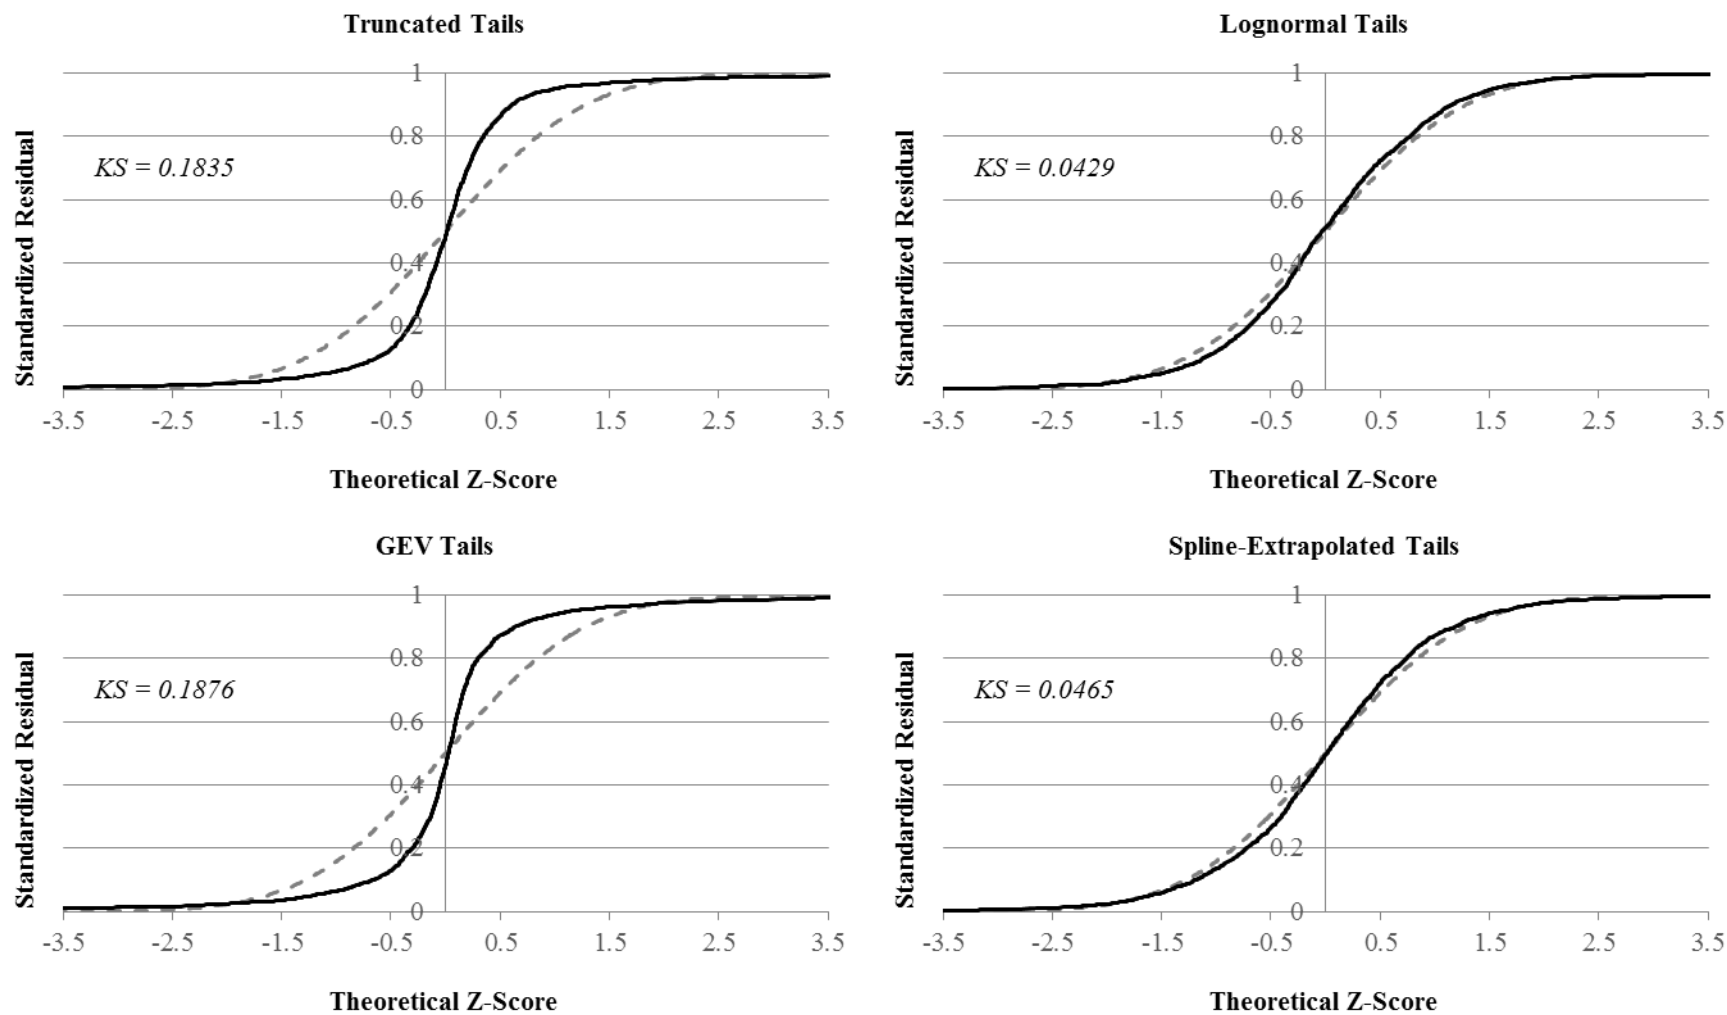 Truncated Tails
Standardized Residual
KS = 0.1835
1
0.8
0.6
0.4
0.2
0
-3.5 -2.5 -1.5 -0.5 0.5 1.5 2.5 3.5
Theoretical Z-Score
Lognormal Tails
Standardized Residual
KS = 0.0429
1
0.8
0.6
0.4
0.2
0
-3.5 -2.5 -1.5 -0.5 0.5 1.5 2.5 3.5
Theoretical Z-Score
GEV Tails
Standardized Residual
KS = 0.1876
1
0.8
0.6
0.4
0.2
0
-3.5 -2.5 -1.5 -0.5 0.5 1.5 2.5 3.5
Theoretical Z-Score
Spline-Extrapolated Tails
Standardized Residual
KS = 0.0465
1
0.8
0.6
0.4
0.2
0
-3.5 -2.5 -1.5 -0.5 0.5 1.5 2.5 3.5
Theoretical Z-Score